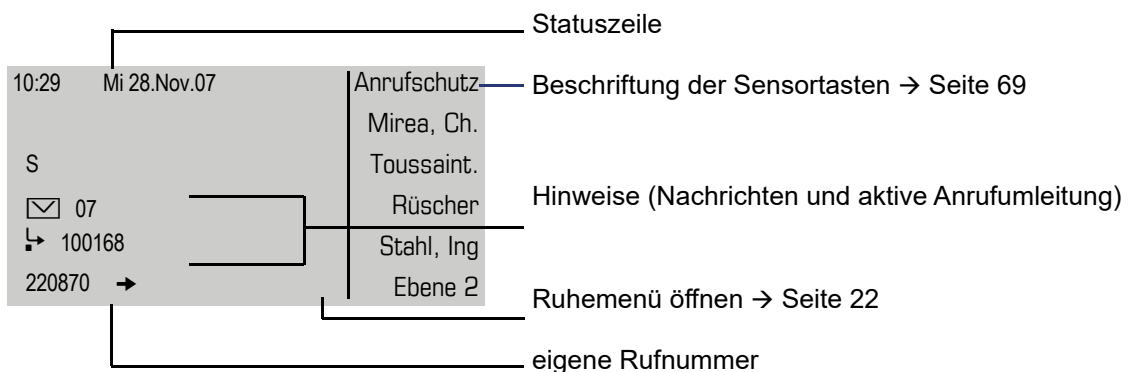 Statuszeile
10:29 Mi 28.Nov.07 Anrufschutz
Beschriftung der Sensortasten → Seite 69
Mirea, Ch.
S Toussaint.
07 Rüscher
Hinweise (Nachrichten und aktive Anrufumleitung)
100168 Stahl, Ing
220870 → Ebene 2
Ruhemenü öffnen → Seite 22
eigene Rufnummer